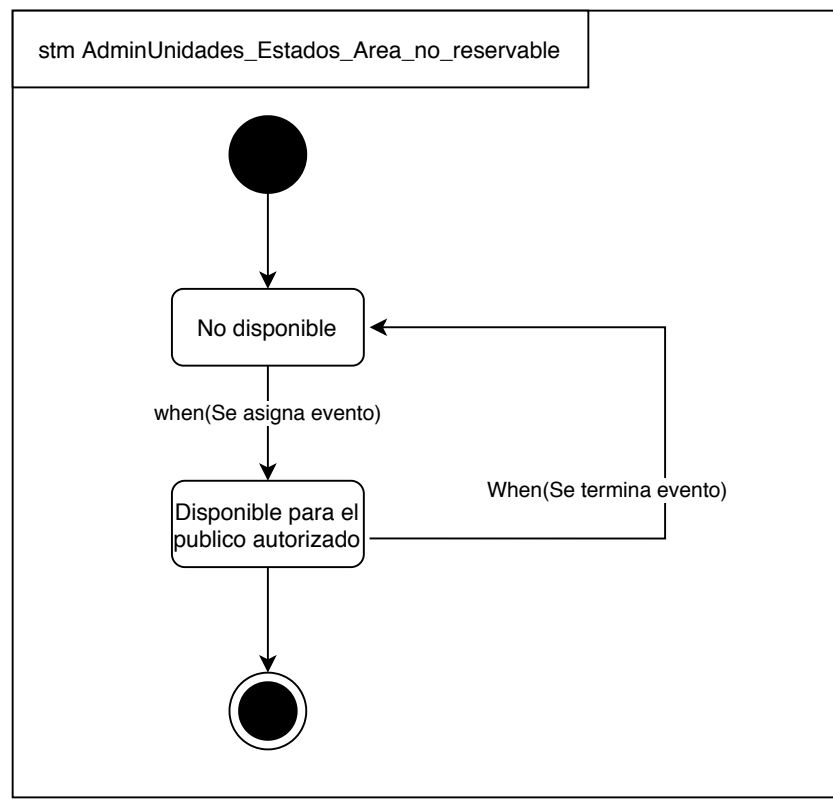 stm AdminUnidades_Estados_Area_no_reservable
No disponible
when(Se asigna evento)
When(Se termina evento)
Disponible para el
publico autorizado